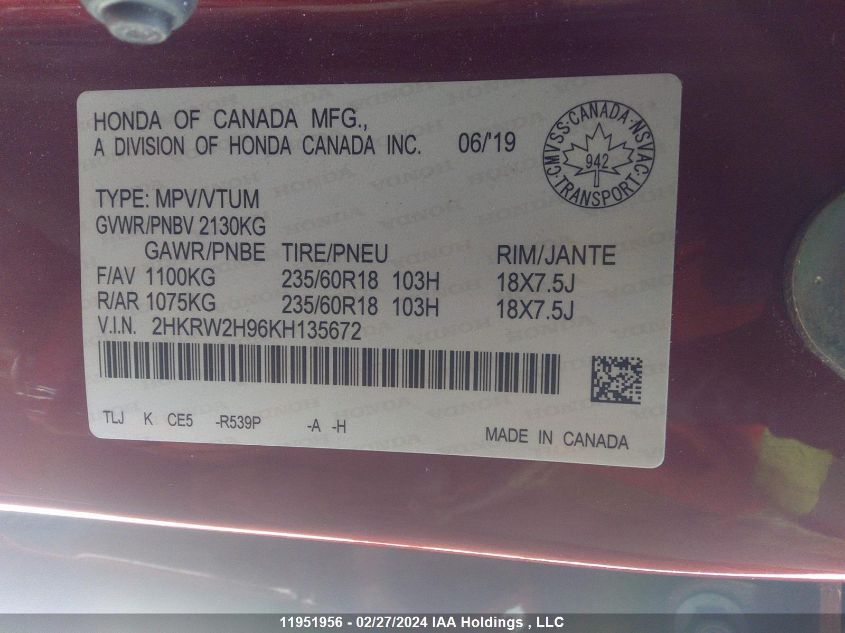 HONDA OF CANADA MFG.,
A DIVISION OF HONDA CANADA INC. 06/'19
CMVSS·CANADA·NSVAC·TRANSPORT·
942
TYPE: MPV/VTUM
GVWR/PNBV 2130KG
GAWR/PNBE TIRE/PNEU RIM/JANTE
F/AV 1100KG 235/60R18 103H 18X7.5J
R/AR 1075KG 235/60R18 103H 18X7.5J
V.I.N. 2HKRW2H96KH135672
TLJ K CE5 -R539P -A -H
MADE IN CANADA
11951956 - 02/27/2024 IAA Holdings , LLC